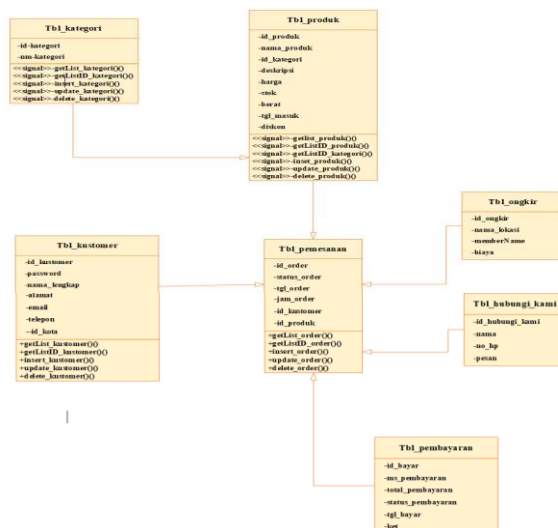 Tbl_kategori
-id-kategori
-nm-kategori
<<signal>>-getList_kategori()()
<<signal>>-getListID_kategori()()
<<signal>>-insert_kategori()()
<<signal>>-update_kategori()()
<<signal>>-delete_kategori()()
Tbl_produk
-id_produk
-nama_produk
-id_kategori
-deskripsi
-harga
-stok
-berat
-tgl_masuk
-diskon
<<signal>>-getlist_produk()()
<<signal>>-getListID_produk()()
<<signal>>-getListID_kategori()()
<<signal>>-inset_produk()()
<<signal>>-update_produk()()
<<signal>>-delete_produk()()
Tbl_kustomer
-id_kustomer
-password
-nama_lengkap
-alamat
-email
-telepon
--id_kota
+getList_kustomer()()
+getListID_kustomer()()
+insert_kustomer()()
+update_kustomer()()
+delete_kustomer()()
Tbl_pemesanan
-id_order
-status_order
-tgl_order
-jam_order
-id_kustomer
-id_produk
+getList_order()()
+getListID_order()()
+insert_order()()
+update_order()()
+delete_order()()
Tbl_ongkir
-id_ongkir
-nama_lokasi
-memberName
-biaya
Tbl_hubungi_kami
-id_hubungi_kami
-nama
-no_hp
-pesan
Tbl_pembayaran
-id_bayar
-ms_pembayaran
-total_pembayaran
-status_pembayaran
-tgl_bayar
-ket